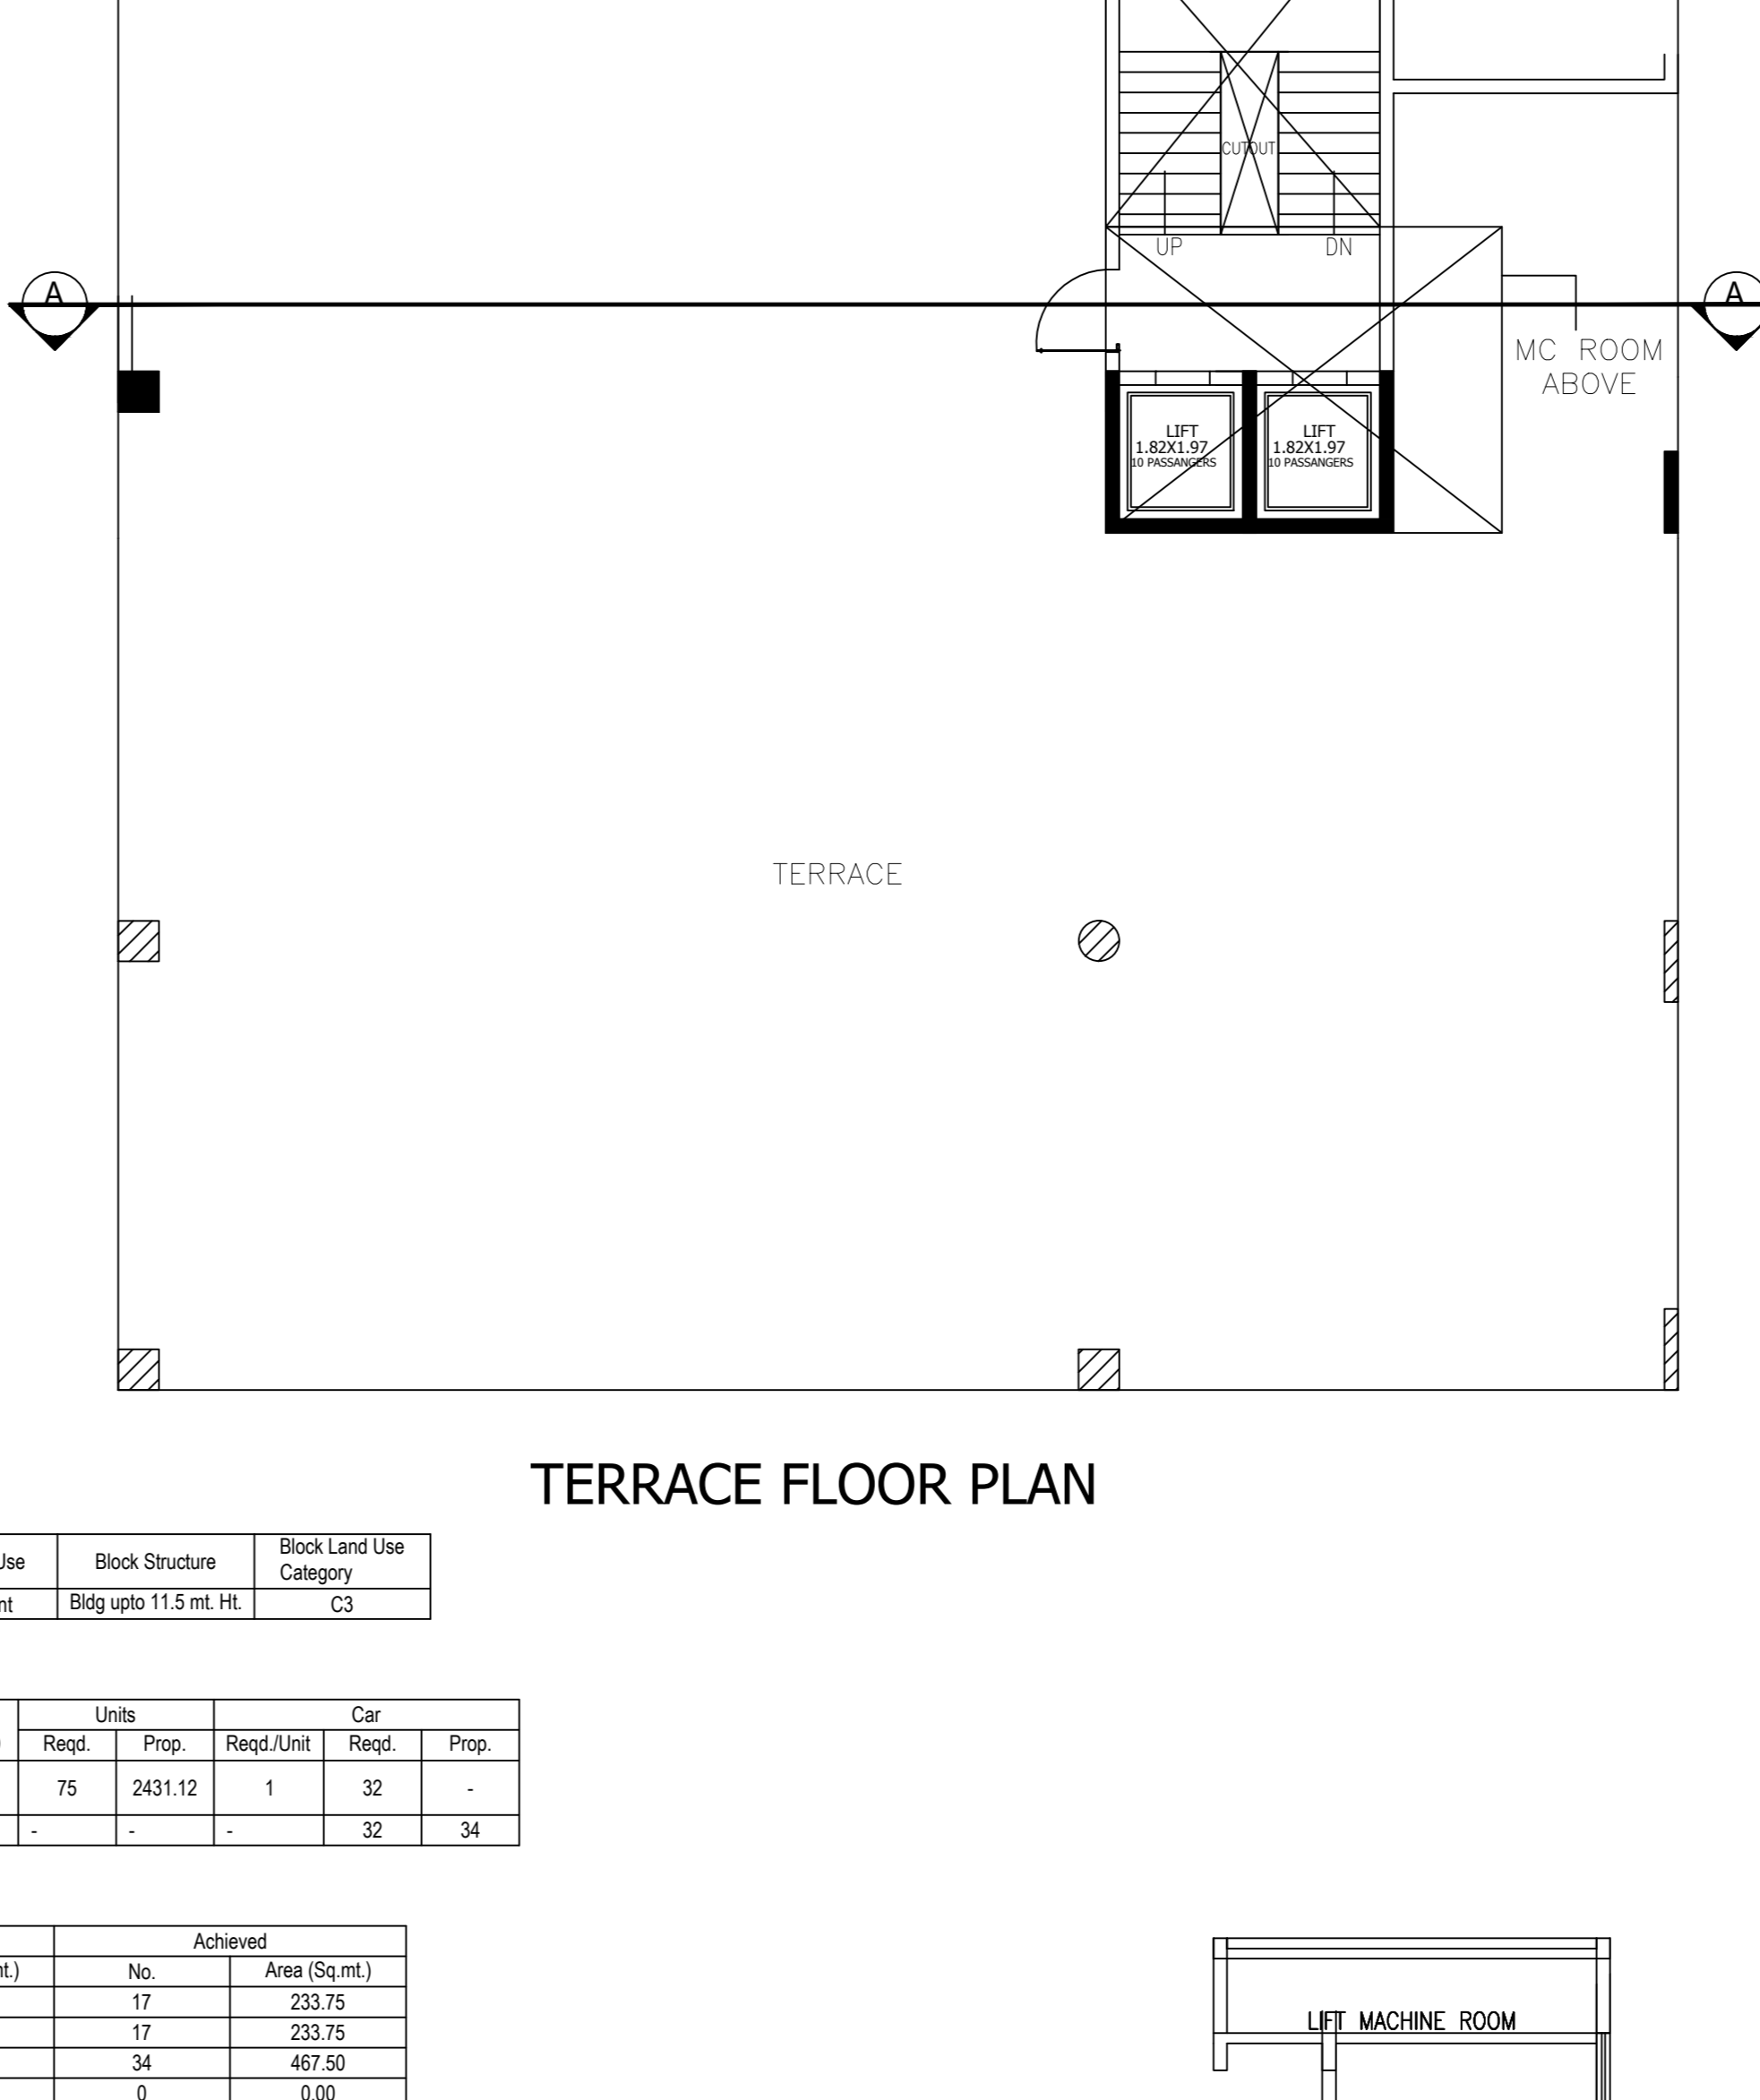 CUTOUT
UP DN
A A
MC ROOM
ABOVE
LIFT
1.82X1.97
10 PASSANGERS
LIFT
1.82X1.97
10 PASSANGERS
TERRACE
TERRACE FLOOR PLAN
Block Structure Block Land Use
Category
Bldg upto 11.5 mt. Ht. C3
Units Car
Reqd. Prop. Reqd./Unit Reqd. Prop.
75 2431.12 1 32 -
- - - 32 34
Achieved
No. Area (Sq.mt.)
17 233.75
17 233.75
34 467.50
0 0.00
LIFT MACHINE ROOM